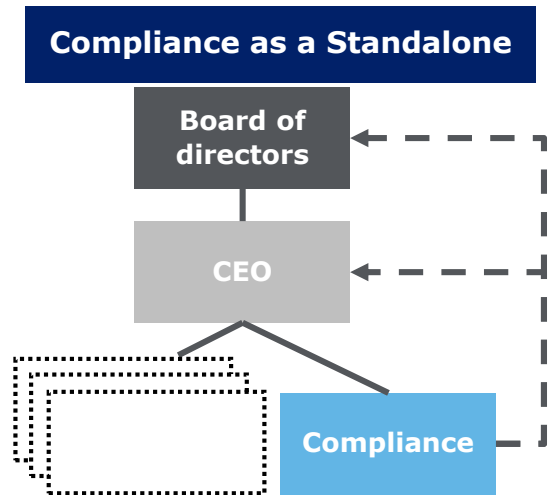 Compliance as a Standalone
Board of
directors
CEO
Compliance